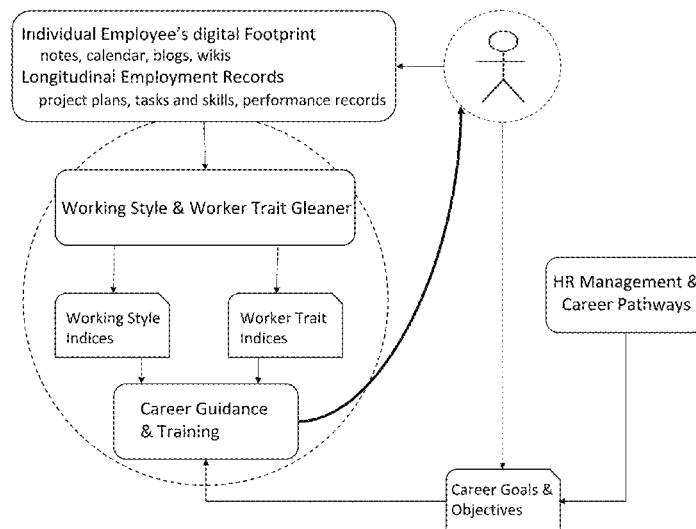 Individual Employee's digital Footprint
notes, calendar, blogs, wikis
Longitudinal Employment Records
project plans, tasks and skills, performance records
Working Style & Worker Trait Gleaner
Working Style
Indices
Worker Trait
Indices
HR Management &
Career Pathways
Career Guidance
& Training
Career Goals &
Objectives